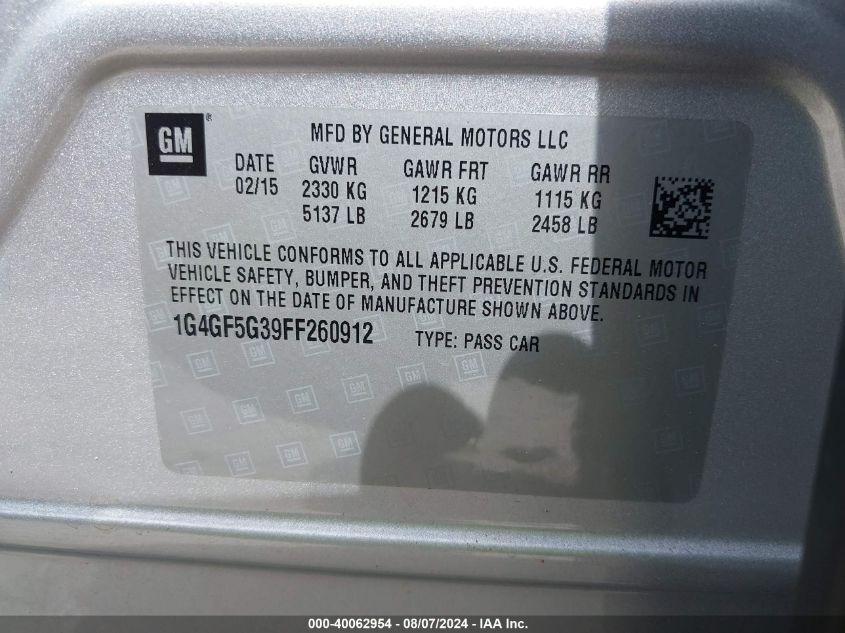 GM ®
MFD BY GENERAL MOTORS LLC
DATE GVWR GAWR FRT GAWR RR
02/15 2330 KG 1215 KG 1115 KG
5137 LB 2679 LB 2458 LB
THIS VEHICLE CONFORMS TO ALL APPLICABLE U.S. FEDERAL MOTOR
VEHICLE SAFETY, BUMPER, AND THEFT PREVENTION STANDARDS IN
EFFECT ON THE DATE OF MANUFACTURE SHOWN ABOVE.
1G4GF5G39FF260912 TYPE: PASS CAR
000-40062954 - 08/07/2024 - IAA Inc.